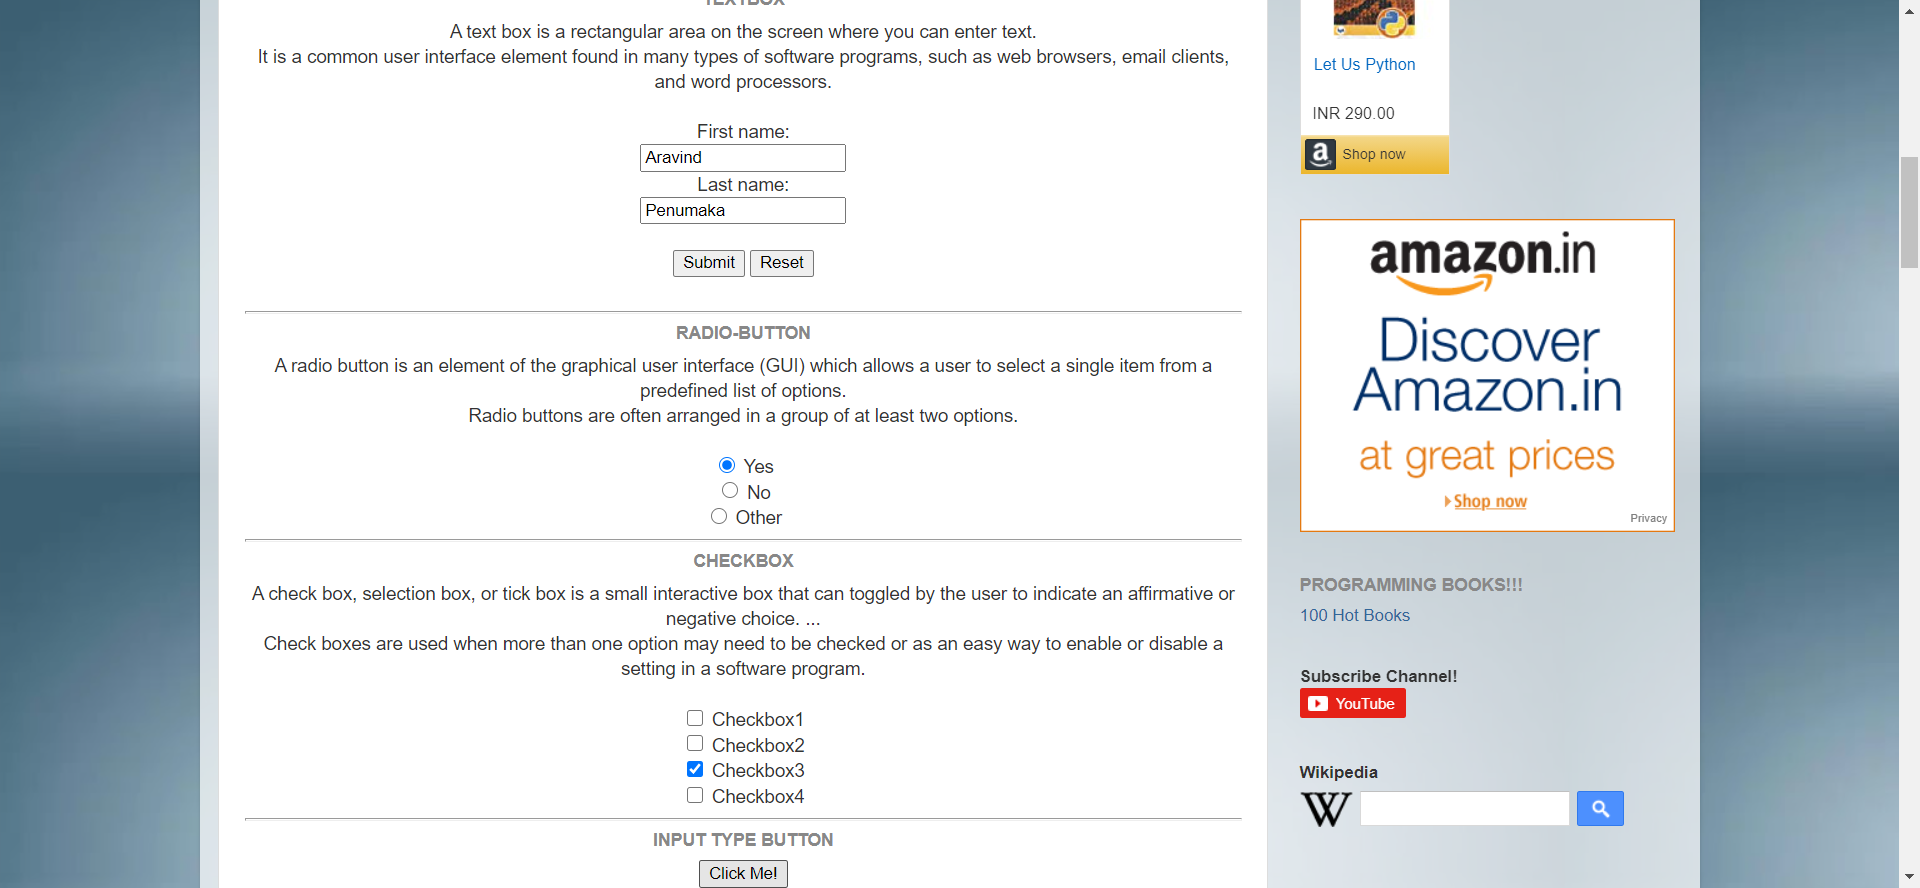 TEXTBOX
A text box is a rectangular area on the screen where you can enter text.
It is a common user interface element found in many types of software programs, such as web browsers, email clients,
and word processors.
First name:
Aravind
Last name:
Penumaka
Submit Reset
RADIO-BUTTON
A radio button is an element of the graphical user interface (GUI) which allows a user to select a single item from a
predefined list of options.
Radio buttons are often arranged in a group of at least two options.
Yes
No
Other
CHECKBOX
A check box, selection box, or tick box is a small interactive box that can toggled by the user to indicate an affirmative or
negative choice. ...
Check boxes are used when more than one option may need to be checked or as an easy way to enable or disable a
setting in a software program.
Checkbox1
Checkbox2
Checkbox3
Checkbox4
INPUT TYPE BUTTON
Click Me!
Let Us Python
INR 290.00
a Shop now
amazon.in
Discover
Amazon.in
at great prices
Shop now
Privacy
PROGRAMMING BOOKS!!!
100 Hot Books
Subscribe Channel!
YouTube
Wikipedia
W